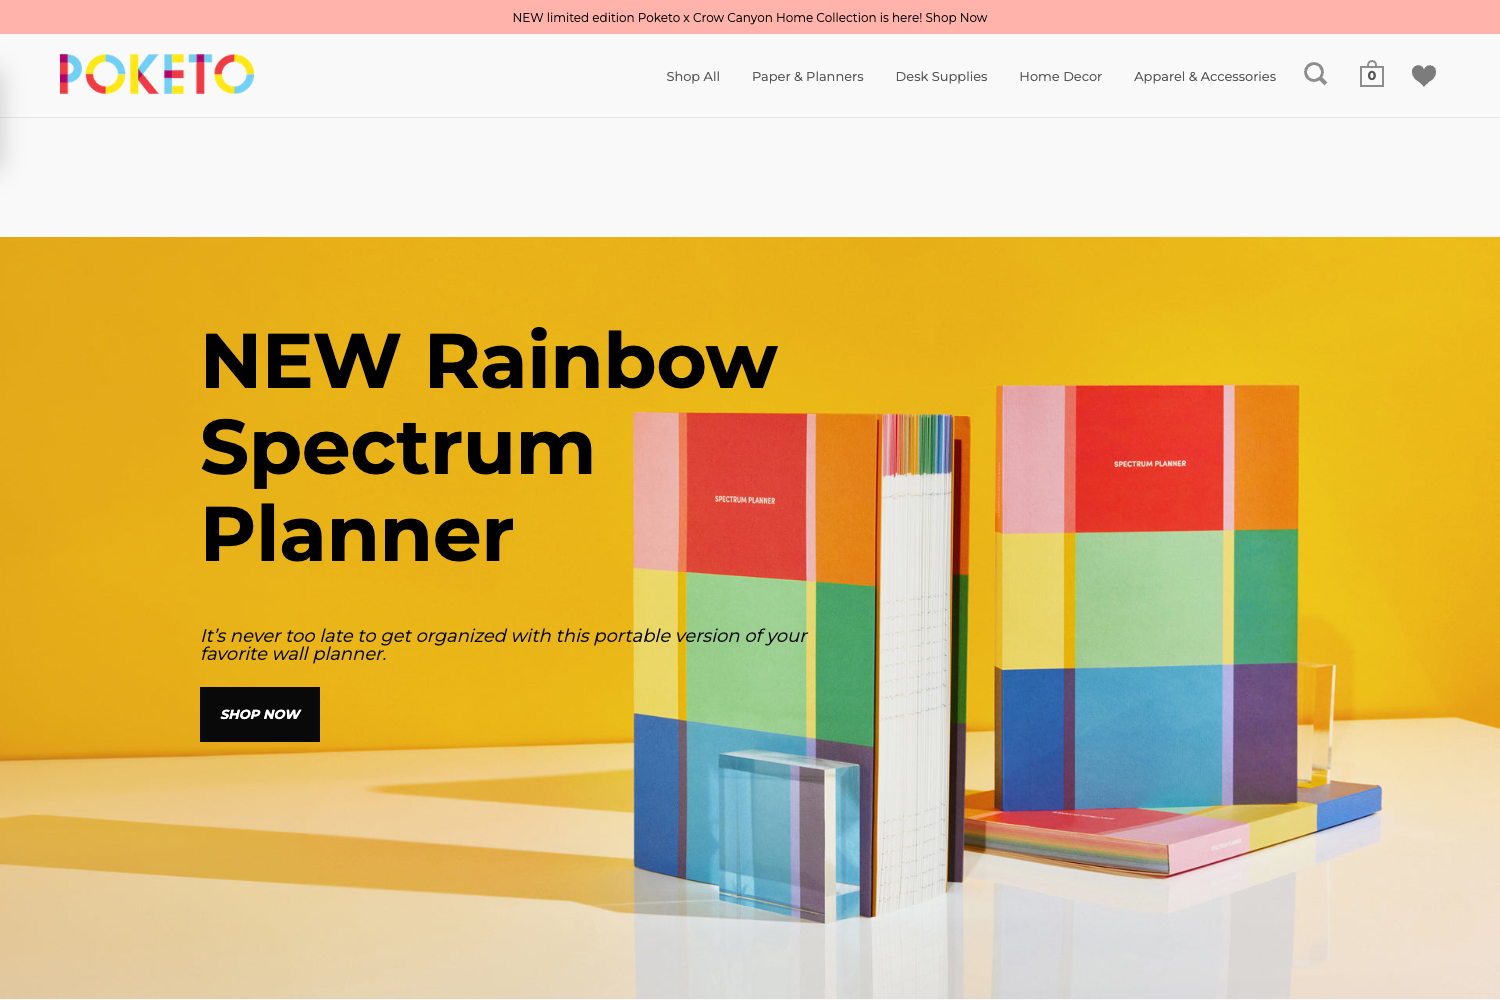 NEW limited edition Poketo x Crow Canyon Home Collection is here! Shop Now
POKETO
Shop All
Paper & Planners
Desk Supplies
Home Decor
Apparel & Accessories
0
NEW Rainbow
Spectrum
Planner
It's never too late to get organized with this portable version of your
favorite wall planner.
SHOP NOW
SPECTRUM PLANNER
SPECTRUM PLANNER